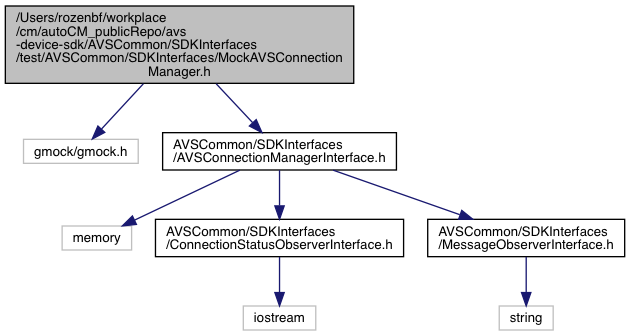 /Users/rozenbf/workplace
/cm/autoCM_publicRepo/avs
-device-sdk/AVSCommon/SDKInterfaces
/test/AVSCommon/SDKInterfaces/MockAVSConnection
Manager.h
gmock/gmock.h
AVSCommon/SDKInterfaces
/AVSConnectionManagerInterface.h
memory
AVSCommon/SDKInterfaces
/ConnectionStatusObserverInterface.h
AVSCommon/SDKInterfaces
/MessageObserverInterface.h
iostream
string